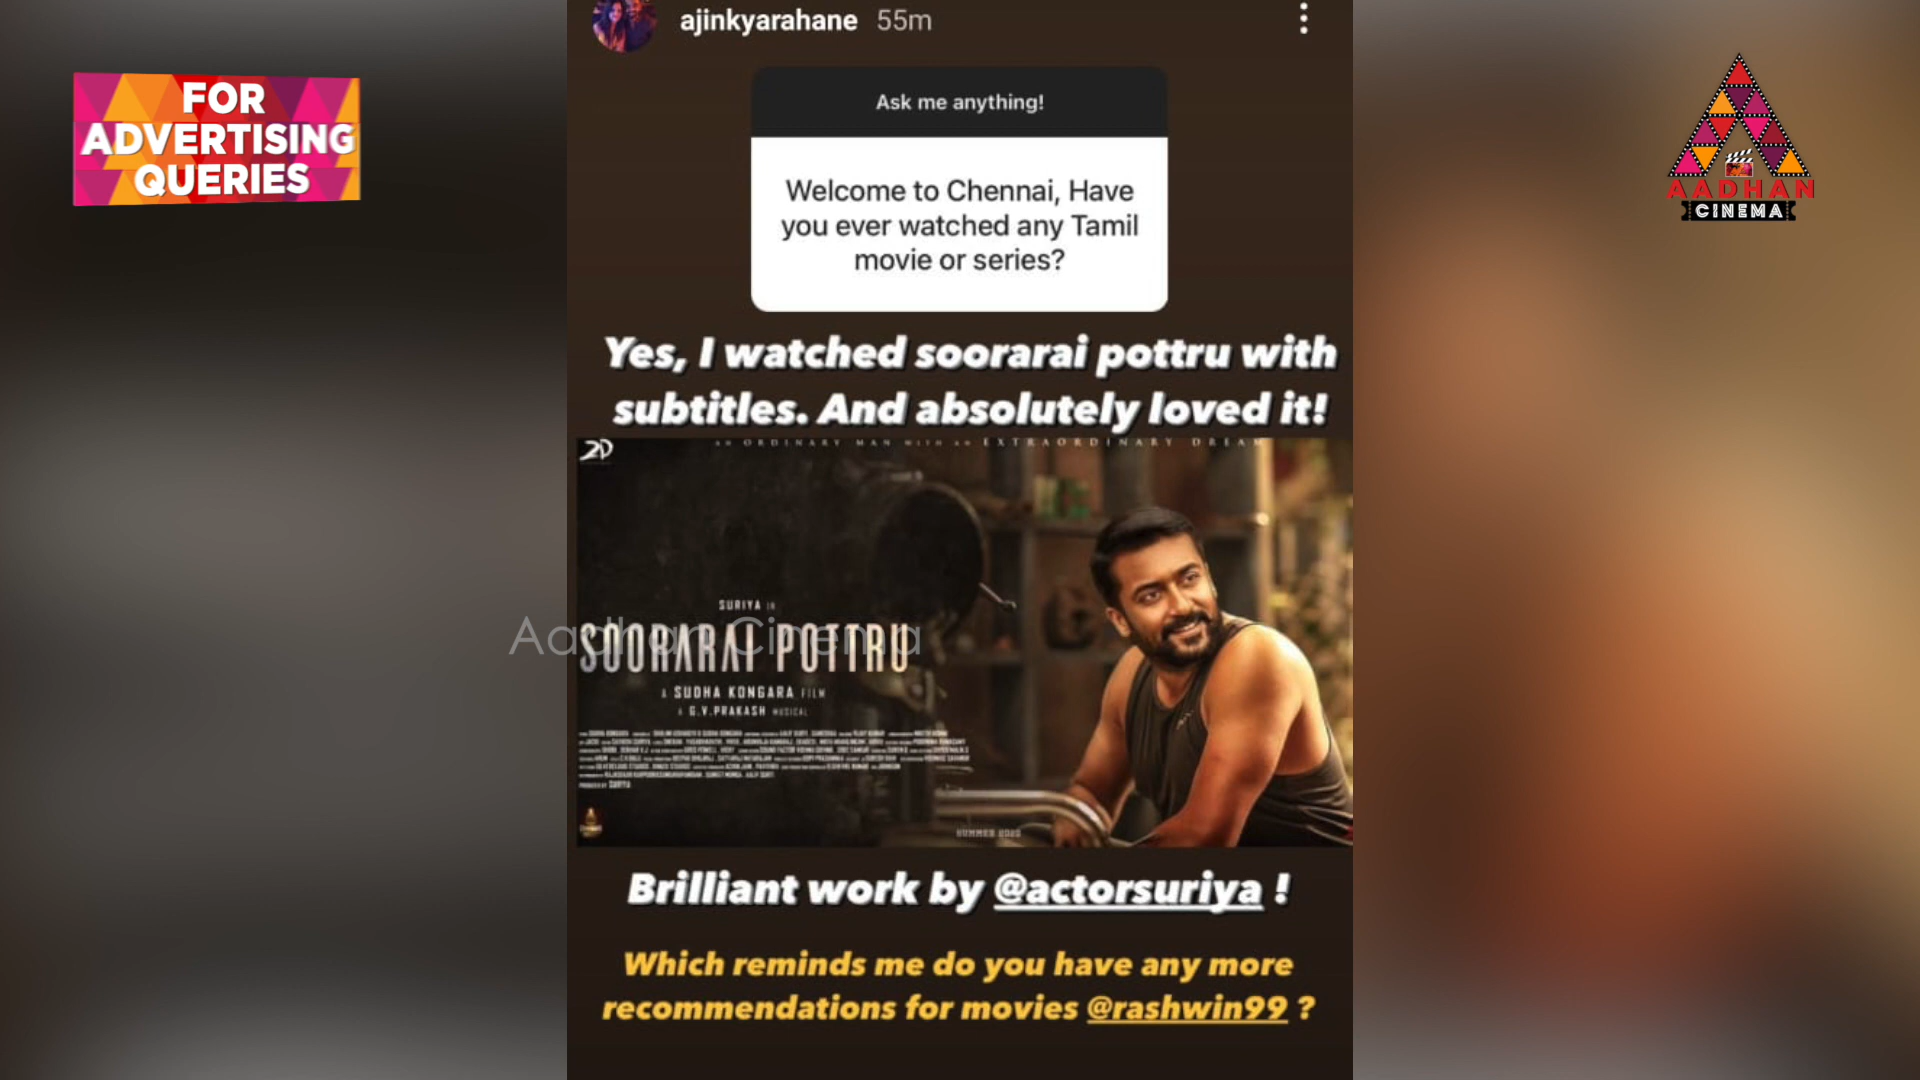 ajinkyarahane 55m
FOR
ADVERTISING
QUERIES
AADHAN
CINEMA
Ask me anything!
Welcome to Chennai, Have
you ever watched any Tamil
movie or series?
Yes, I watched soorarai pottru with
subtitles. And absolutely loved it!
2D
AN ORDINARY MAN WITH AN EXTRAORDINARY DREAM
SURIYA IN
Aadhan Cinema
SOORARAI POTTRU
A SUDHA KONGARA FILM
A G.V.PRAKASH MUSICAL
PRODUCED BY SURIYA
SUMMER 2020
Brilliant work by @actorsuriya !
Which reminds me do you have any more
recommendations for movies @rashwin99 ?